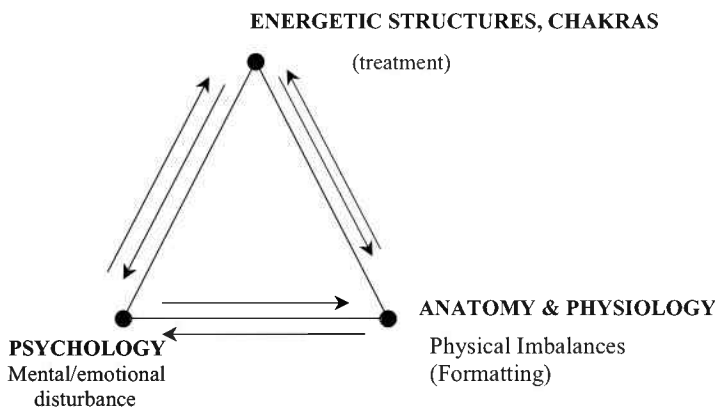 ENERGETIC STRUCTURES, CHAKRAS
(treatment)
ANATOMY & PHYSIOLOGY
Physical Imbalances
(Formatting)
PSYCHOLOGY
Mental/emotional
disturbance